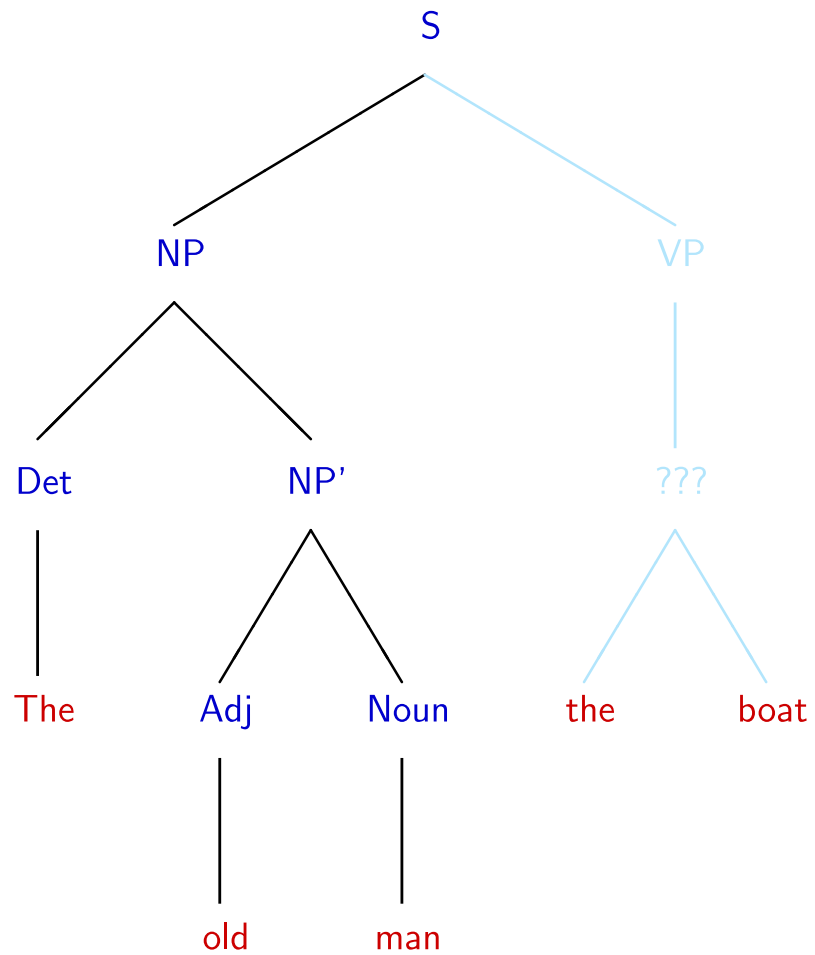 S
NP VP
Det NP' ???
The Adj Noun the boat
old man